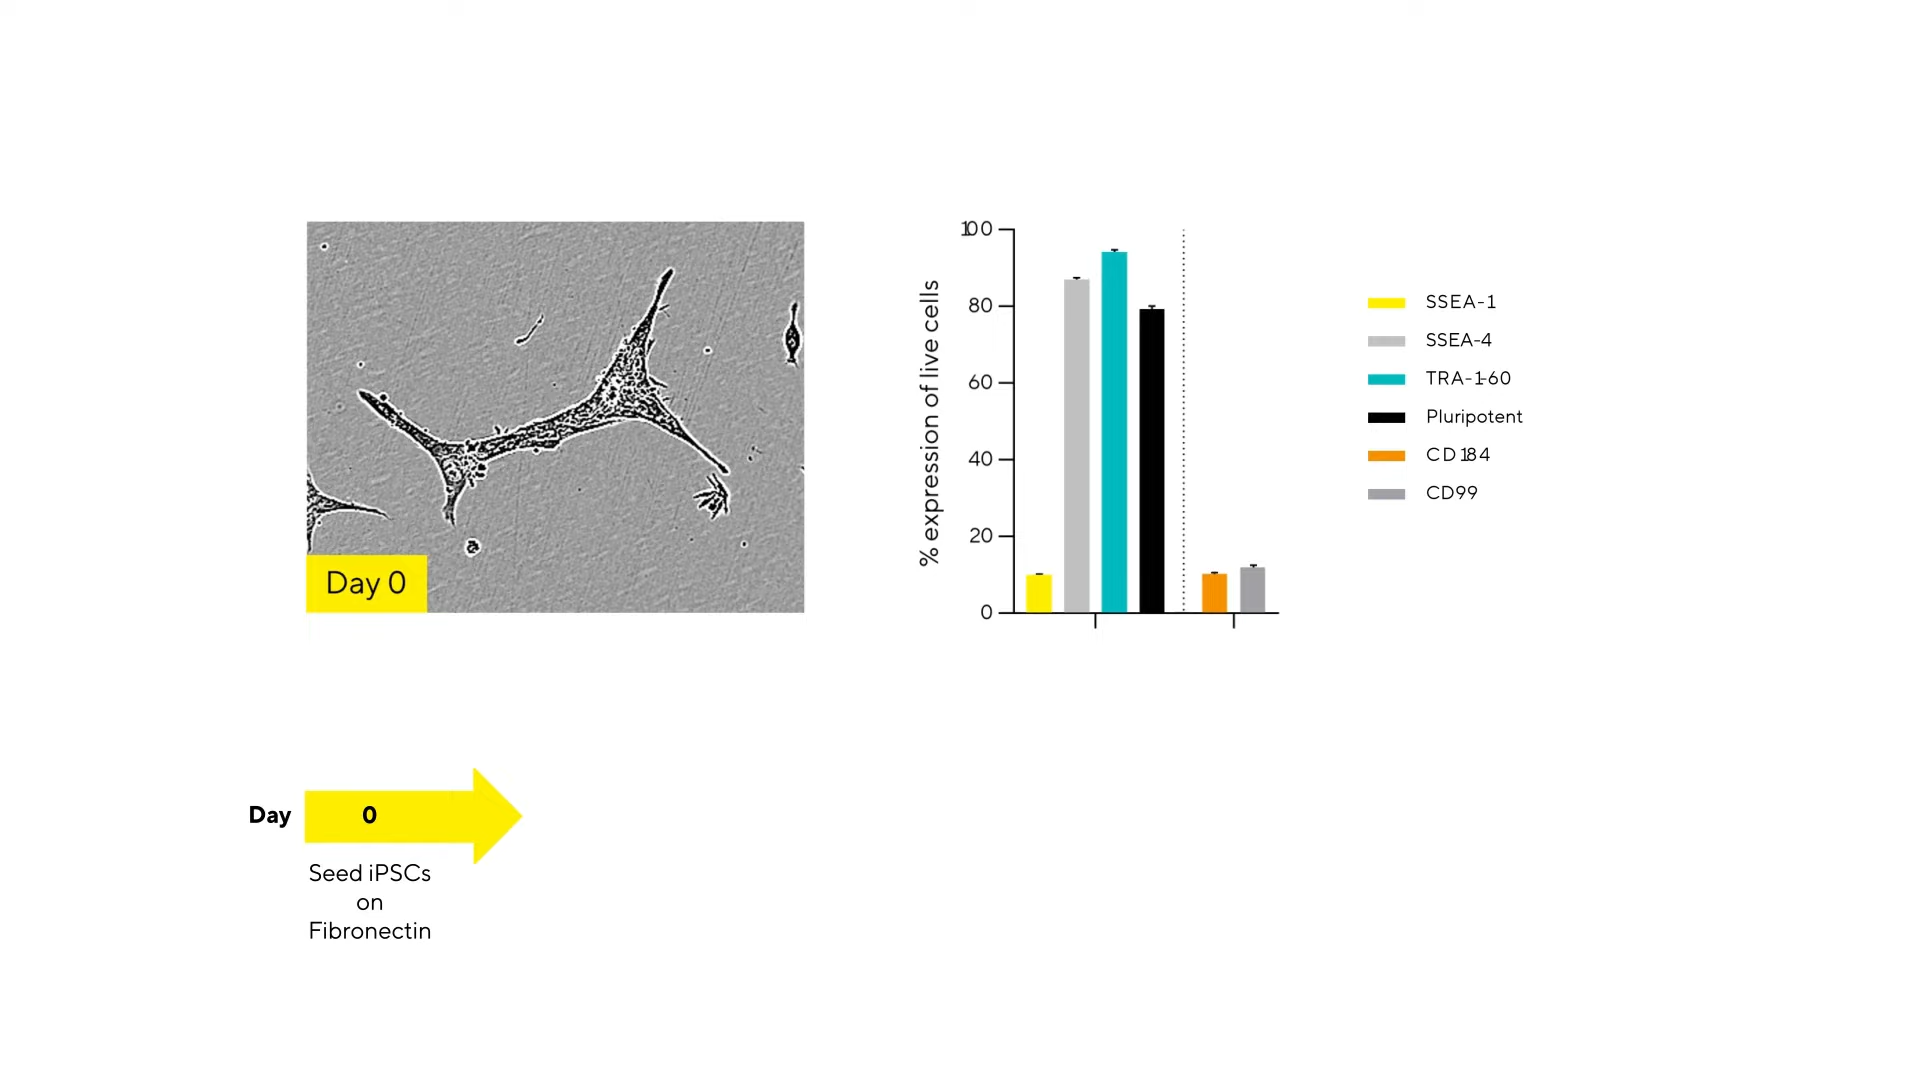 Day 0
% expression of live cells
100
80
60
40
20
0
SSEA-1
SSEA-4
TRA-1-60
Pluripotent
CD184
CD99
Day 0
Seed iPSCs
on
Fibronectin